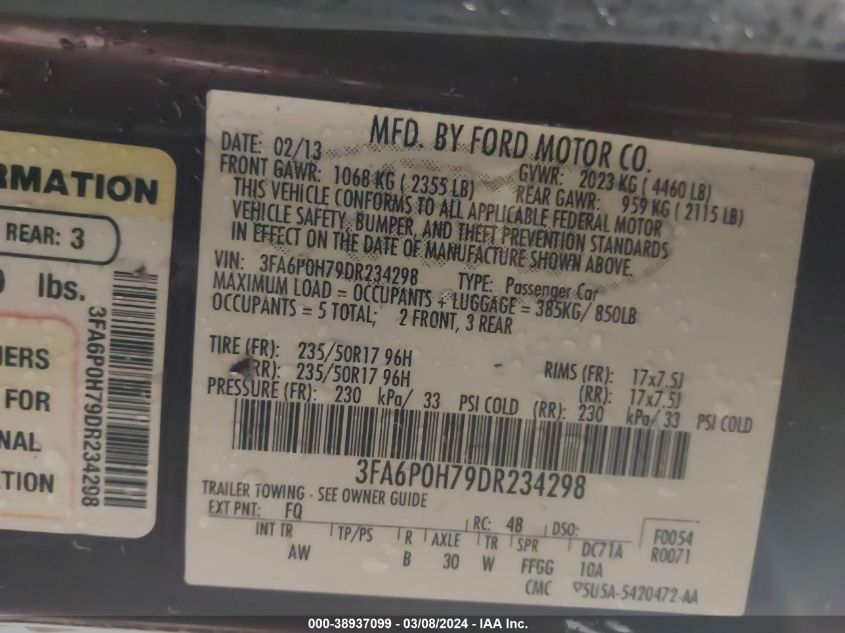 RMATION
REAR: 3
lbs.
3FA6P0H79DR234298
FOR
TION
MFD. BY FORD MOTOR CO.
DATE: 02/13
GVWR: 2023 KG ( 4460 LB)
FRONT GAWR: 1068 KG ( 2355 LB)
REAR GAWR: 959 KG ( 2115 LB)
THIS VEHICLE CONFORMS TO ALL APPLICABLE FEDERAL MOTOR
VEHICLE SAFETY, BUMPER, AND THEFT PREVENTION STANDARDS
IN EFFECT ON THE DATE OF MANUFACTURE SHOWN ABOVE.
VIN: 3FA6P0H79DR234298 TYPE: Passenger Car
MAXIMUM LOAD = OCCUPANTS + LUGGAGE = 385KG/ 850LB
OCCUPANTS = 5 TOTAL; 2 FRONT, 3 REAR
TIRE (FR): 235/50R17 96H RIMS (FR): 17x7.5J
(RR): 235/50R17 96H (RR): 17x7.5J
PRESSURE (FR): 230 kPa/ 33 PSI COLD (RR): 230 kPa/ 33 PSI COLD
3FA6P0H79DR234298
TRAILER TOWING - SEE OWNER GUIDE
EXT PNT: FQ RC: 48 DSO: F0054
INT TR TP/PS R AXLE TR SPR DC71A R0071
AW B 30 W FFGG 10A
CMC 5U5A-5420472-AA
000-38937099 - 03/08/2024 - IAA Inc.